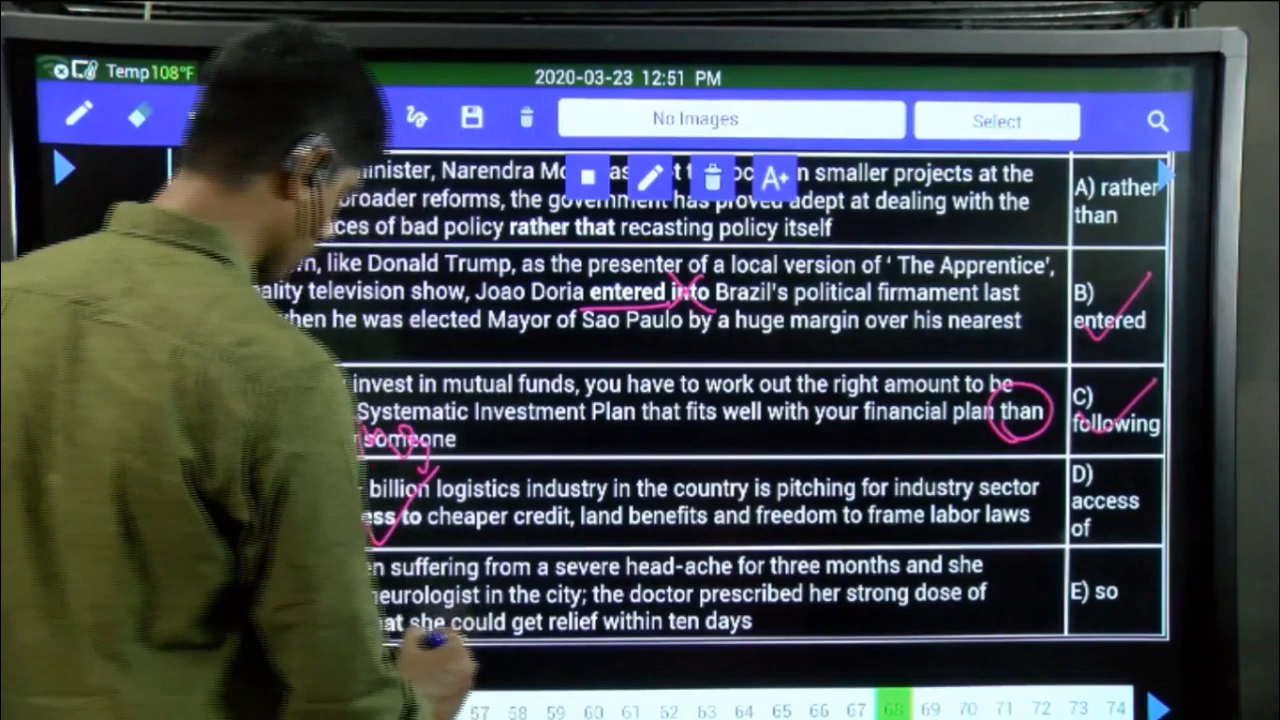 Temp 108°F
2020-03-23 12:51 PM
No Images
Select
A+
Narendra smaller projects at the
broader reforms, the government has proved adept at dealing with the
of bad policy rather that recasting policy itself
A) rather
than
like Donald Trump, as the presenter of a local version of ‘ The Apprentice’,
television show, Joao Doria entered into Brazil's political firmament last
when he was elected Mayor of Sao Paulo by a huge margin over his nearest
B)
entered
invest in mutual funds, you have to work out the right amount to be
Systematic Investment Plan that fits well with your financial plan than
someone
C)
following
billion logistics industry in the country is pitching for industry sector
to cheaper credit, land benefits and freedom to frame labor laws
D)
access
of
suffering from a severe head-ache for three months and she
neurologist in the city; the doctor prescribed her strong dose of
she could get relief within ten days
E) so
57 58 59 60 61 62 63 64 65 66 67 68 69 70 71 72 73 74